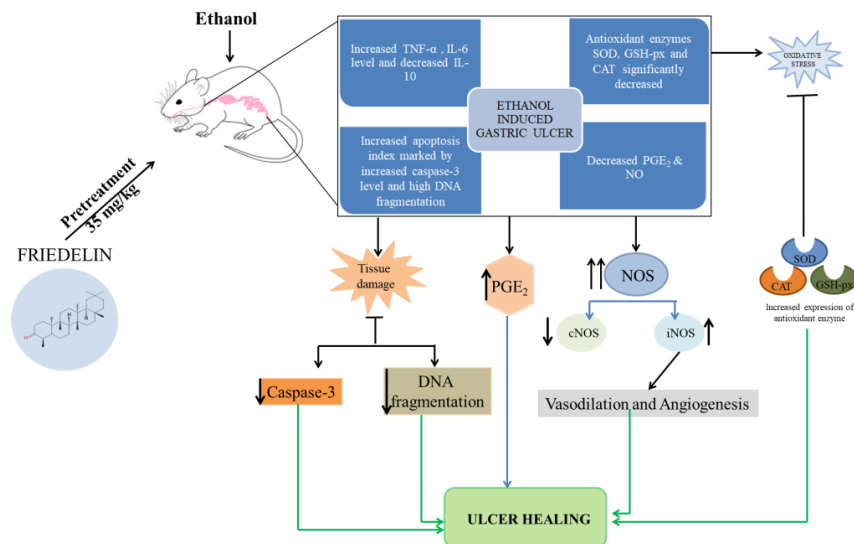 Ethanol
Increased TNF-α , IL-6
level and decreased IL-
10
Antioxidant enzymes
SOD, GSH-px and
CAT significantly
decreased
OXIDATIVE
STRESS
ETHANOL
INDUCED
GASTRIC ULCER
Increased apoptosis
index marked by
increased caspase-3
level and high DNA
fragmentation
Decreased PGE₂ &
NO
Pretreatment
35 mg/kg
FRIEDELIN
Tissue
damage
PGE₂
NOS
SOD
CAT
GSH-px
Increased expression of
antioxidant enzyme
cNOS
iNOS
Caspase-3
DNA
fragmentation
Vasodilation and Angiogenesis
ULCER HEALING